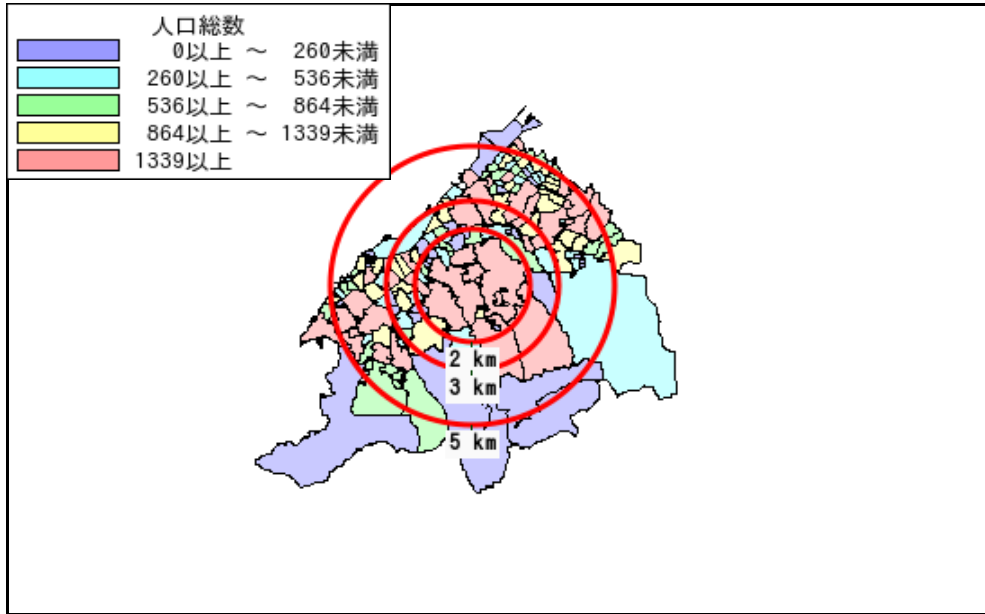 人口総数
0以上 ～ 260未満
260以上 ～ 536未満
536以上 ～ 864未満
864以上 ～ 1339未満
1339以上
2 km
3 km
5 km